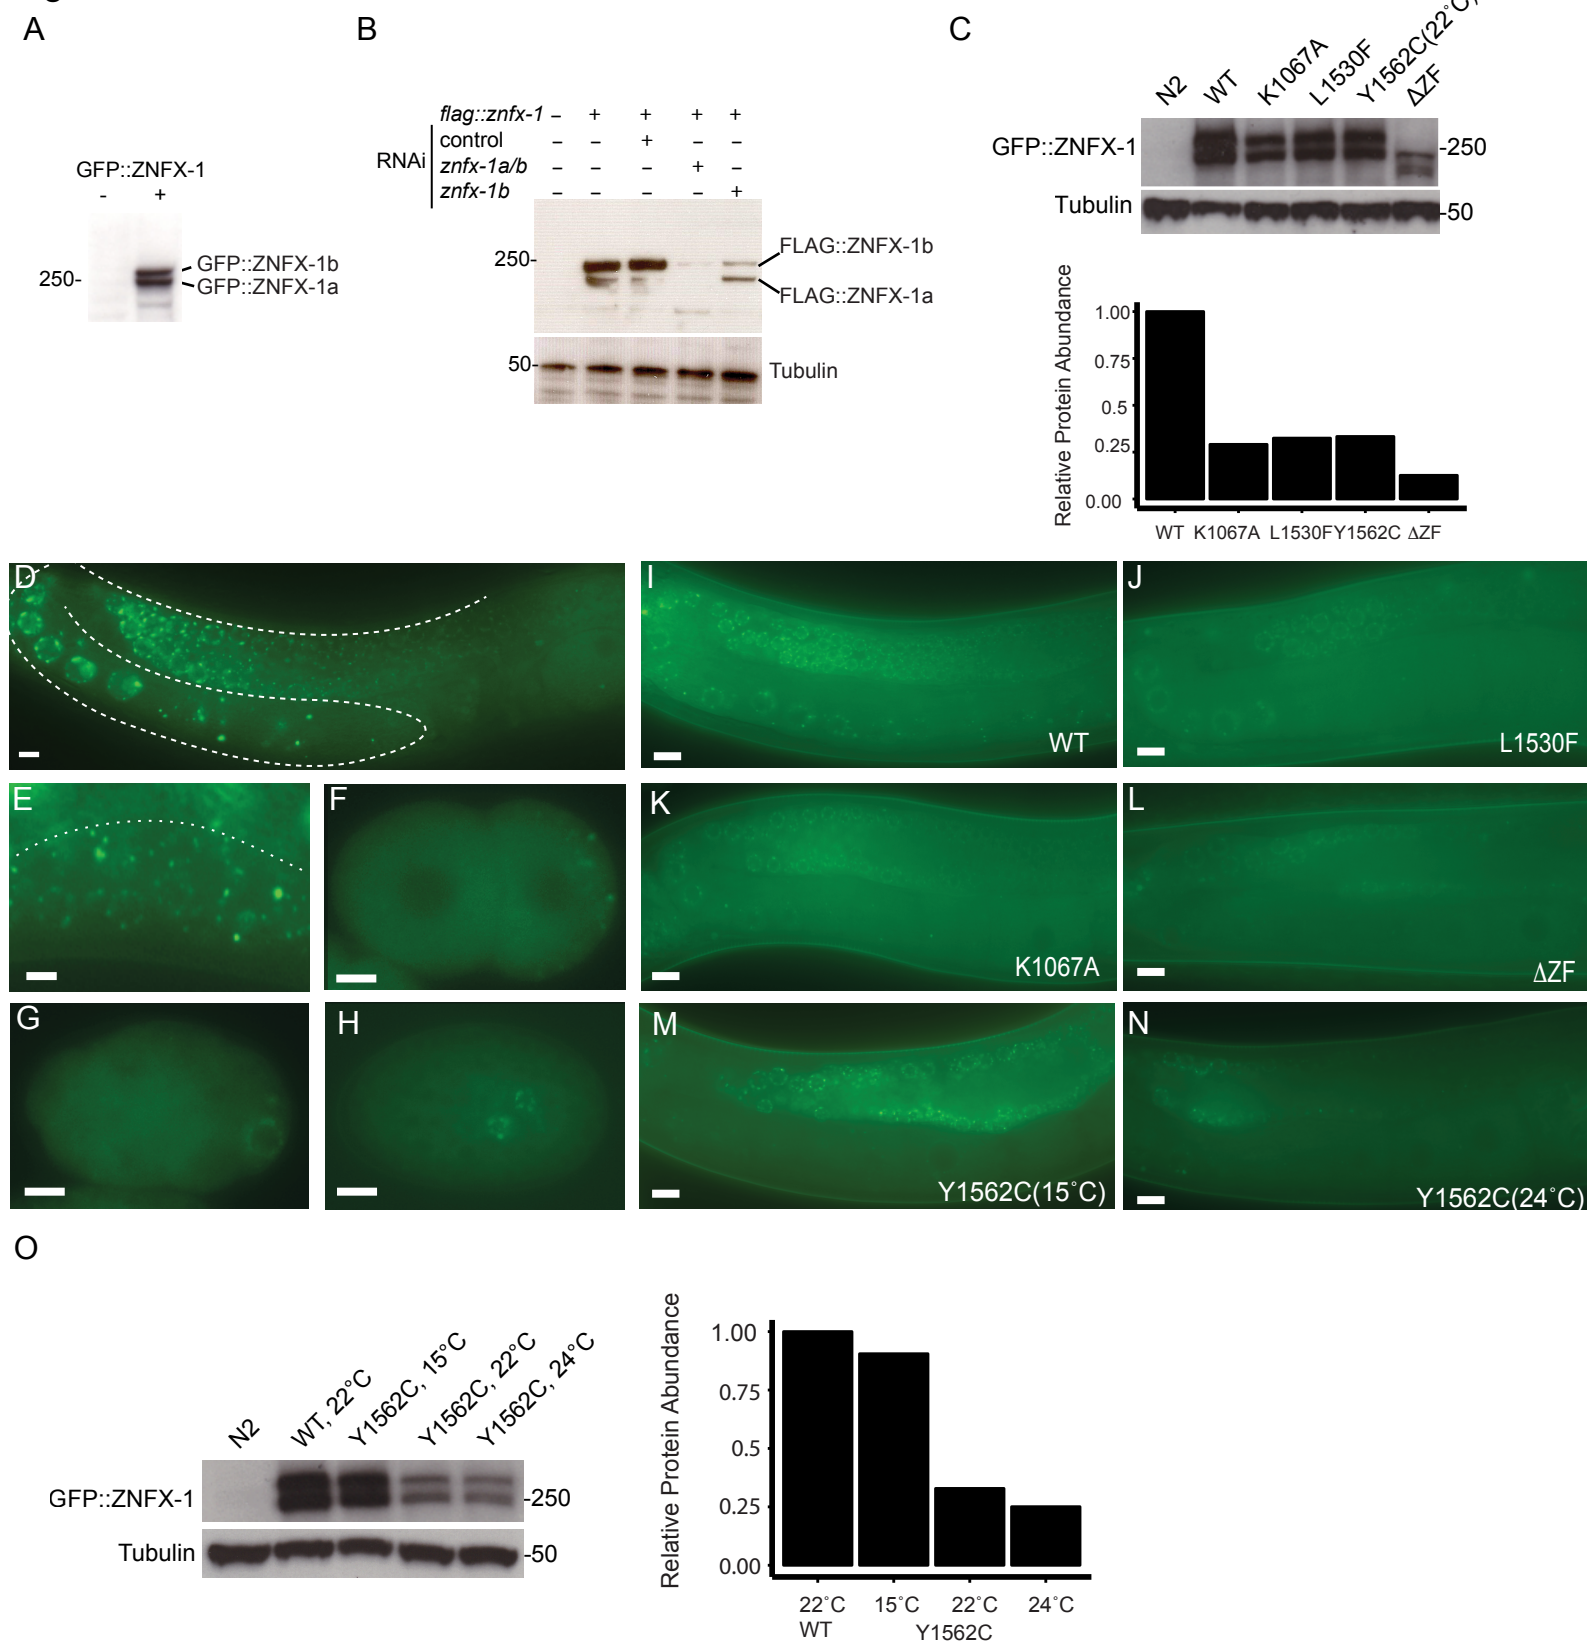 A
GFP::ZNFX-1
- +
250-
GFP::ZNFX-1b
GFP::ZNFX-1a
B
flag::znfx-1 – + + + +
RNAi
control – – + – –
znfx-1a/b – – – + –
znfx-1b – – – – +
250-
FLAG::ZNFX-1b
FLAG::ZNFX-1a
50-
Tubulin
C
N2 WT K1067A L1530F Y1562C(22°C) ΔZF
GFP::ZNFX-1
-250
Tubulin
-50
Relative Protein Abundance
1.00
0.75
0.5
0.25
0.00
WT K1067A L1530F Y1562C ΔZF
D
I
WT
J
L1530F
E
F
K
K1067A
L
ΔZF
G
H
M
Y1562C(15°C)
N
Y1562C(24°C)
O
N2 WT, 22°C Y1562C, 15°C Y1562C, 22°C Y1562C, 24°C
GFP::ZNFX-1
-250
Tubulin
-50
Relative Protein Abundance
1.00
0.75
0.5
0.25
0.00
22°C 15°C 22°C 24°C
WT Y1562C